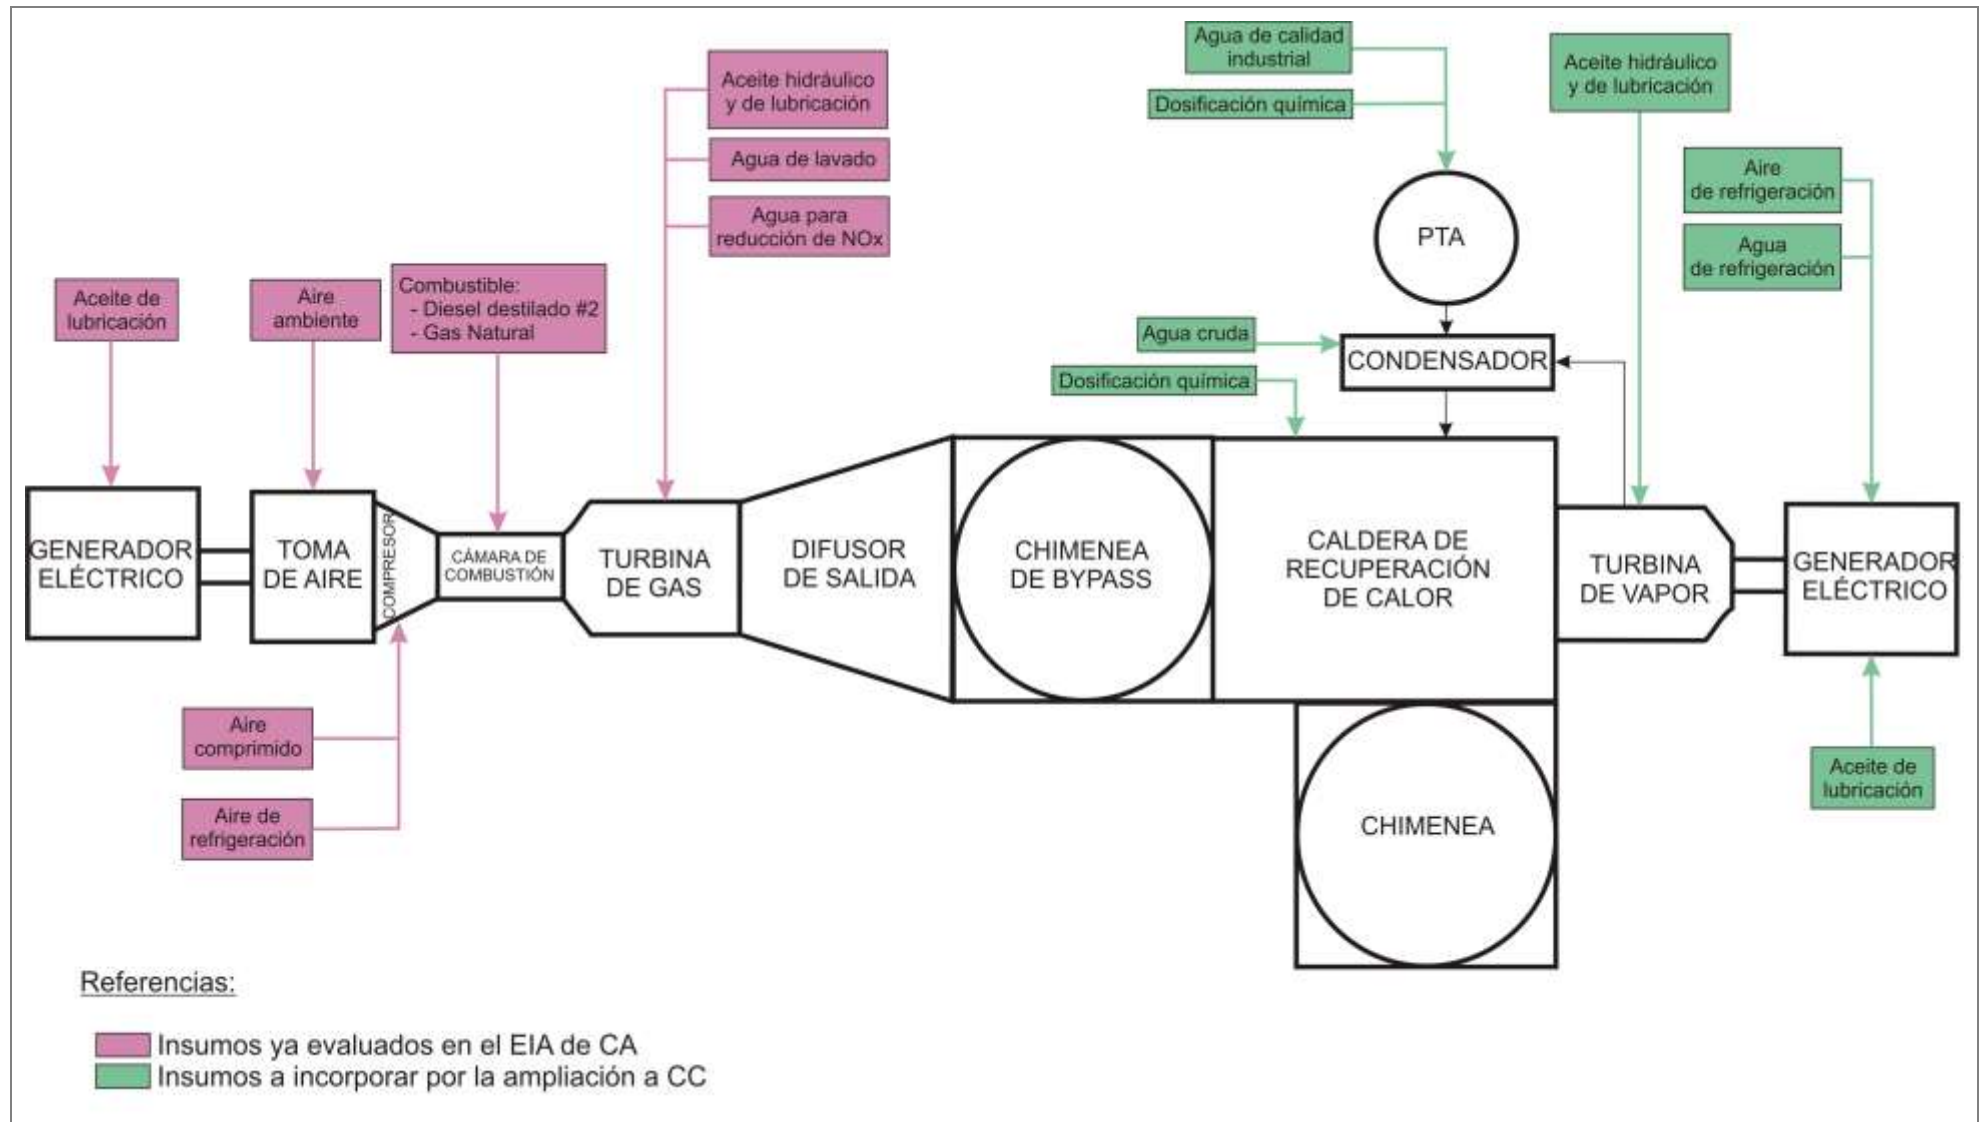 Agua de calidad
industrial
Dosificación química
Aceite hidráulico
y de lubricación
Aceite hidráulico
y de lubricación
Agua de lavado
Agua para
reducción de NOx
Aire
de refrigeración
Agua
de refrigeración
PTA
Aceite de
lubricación
Aire
ambiente
Combustible:
- Diesel destilado #2
- Gas Natural
Agua cruda
CONDENSADOR
Dosificación química
GENERADOR
ELÉCTRICO
TOMA
DE AIRE
COMPRESOR
CÁMARA DE
COMBUSTIÓN
TURBINA
DE GAS
DIFUSOR
DE SALIDA
CHIMENEA
DE BYPASS
CALDERA DE
RECUPERACIÓN
DE CALOR
TURBINA
DE VAPOR
GENERADOR
ELÉCTRICO
Aire
comprimido
Aire de
refrigeración
CHIMENEA
Aceite de
lubricación
Referencias:
Insumos ya evaluados en el EIA de CA
Insumos a incorporar por la ampliación a CC